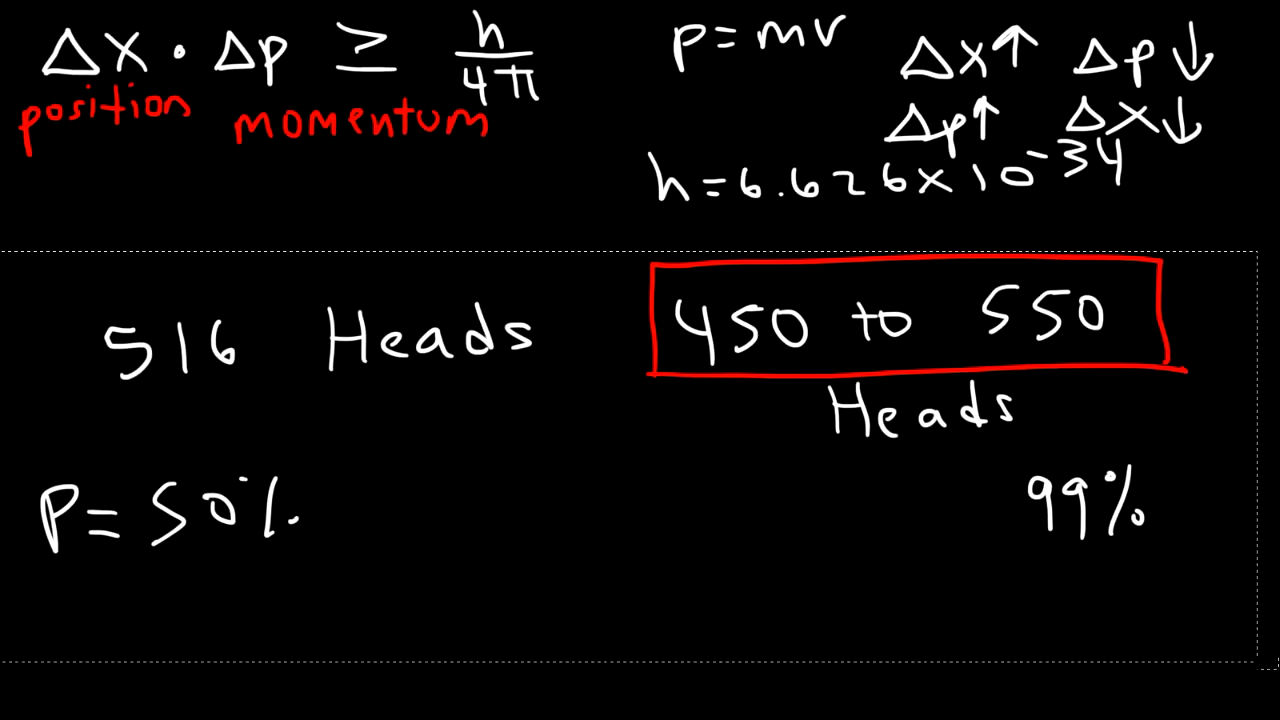 Δx · Δp ≥ h/4π
position momentum
p = mv
Δx↑ Δp↓
Δp↑ Δx↓
h = 6.626 x 10^-34
516 Heads
450 to 550
Heads
P = 50%
99%